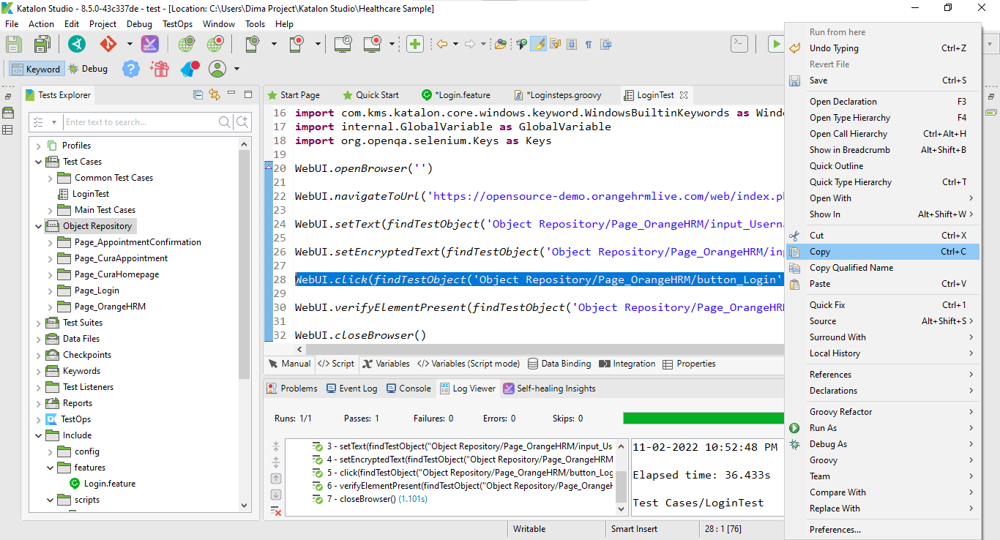 Katalon Studio - 8.5.0-43c337de - test - [Location: C:\Users\Dima Project\Katalon Studio\Healthcare Sample]
File Action Edit Project Debug TestOps Window Tools Help
Keyword Debug
Tests Explorer
Enter text to search...
Profiles
Test Cases
Common Test Cases
LoginTest
Main Test Cases
Object Repository
Page_AppointmentConfirmation
Page_CuraAppointment
Page_CuraHomepage
Page_Login
Page_OrangeHRM
Test Suites
Data Files
Checkpoints
Keywords
Test Listeners
Reports
TestOps
Include
config
features
Login.feature
scripts
Start Page Quick Start *Login.feature *Loginsteps.groovy LoginTest
16 import com.kms.katalon.core.windows.keyword.WindowsBuiltinKeywords as Wind
17 import internal.GlobalVariable as GlobalVariable
18 import org.openqa.selenium.Keys as Keys
19
20 WebUI.openBrowser('')
21
22 WebUI.navigateToUrl('https://opensource-demo.orangehrmlive.com/web/index.ph
23
24 WebUI.setText(findTestObject('Object Repository/Page_OrangeHRM/input_Userna
25
26 WebUI.setEncryptedText(findTestObject('Object Repository/Page_OrangeHRM/inp
27
28 WebUI.click(findTestObject('Object Repository/Page_OrangeHRM/button_Login'
29
30 WebUI.verifyElementPresent(findTestObject('Object Repository/Page_OrangeHRM
31
32 WebUI.closeBrowser()
Manual Script Variables Variables (Script mode) Data Binding Integration Properties
Problems Event Log Console Log Viewer Self-healing Insights
Runs: 1/1 Passes: 1 Failures: 0 Errors: 0 Skips: 0
3 - setText(findTestObject("Object Repository/Page_OrangeHRM/input_Us
4 - setEncryptedText(findTestObject("Object Repository/Page_OrangeHRM
5 - click(findTestObject("Object Repository/Page_OrangeHRM/button_Log
6 - verifyElementPresent(findTestObject("Object Repository/Page_OrangeH
7 - closeBrowser() (1.101s)
11-02-2022 10:52:48 PM
Elapsed time: 36.433s
Test Cases/LoginTest
Writable Smart Insert 28 : 1 [76]
Run from here
Undo Typing Ctrl+Z
Revert File
Save Ctrl+S
Open Declaration F3
Open Type Hierarchy F4
Open Call Hierarchy Ctrl+Alt+H
Show in Breadcrumb Alt+Shift+B
Quick Outline
Quick Type Hierarchy Ctrl+T
Open With
Show In Alt+Shift+W
Cut Ctrl+X
Copy Ctrl+C
Copy Qualified Name
Paste Ctrl+V
Quick Fix Ctrl+1
Source Alt+Shift+S
Surround With
Local History
References
Declarations
Groovy Refactor
Run As
Debug As
Groovy
Team
Compare With
Replace With
Preferences...